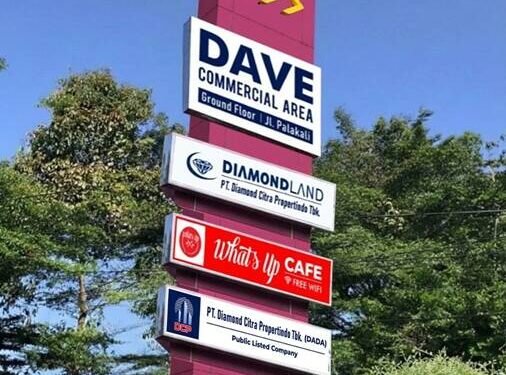 DAVE
COMMERCIAL AREA
Ground Floor | Jl. Palakali
DIAMONDLAND
PT. Diamond Citra Propertindo Tbk.
What's Up CAFE
FREE WIFI
DCP
PT. Diamond Citra Propertindo Tbk. (DADA)
Public Listed Company